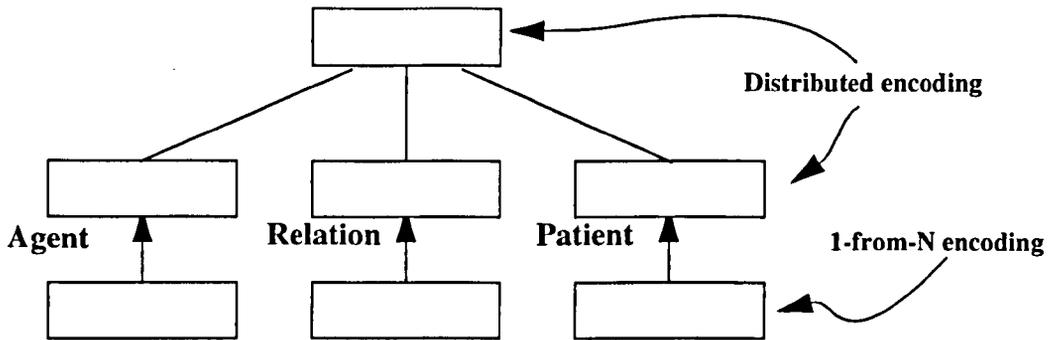 Distributed encoding
Agent
Relation
Patient
1-from-N encoding